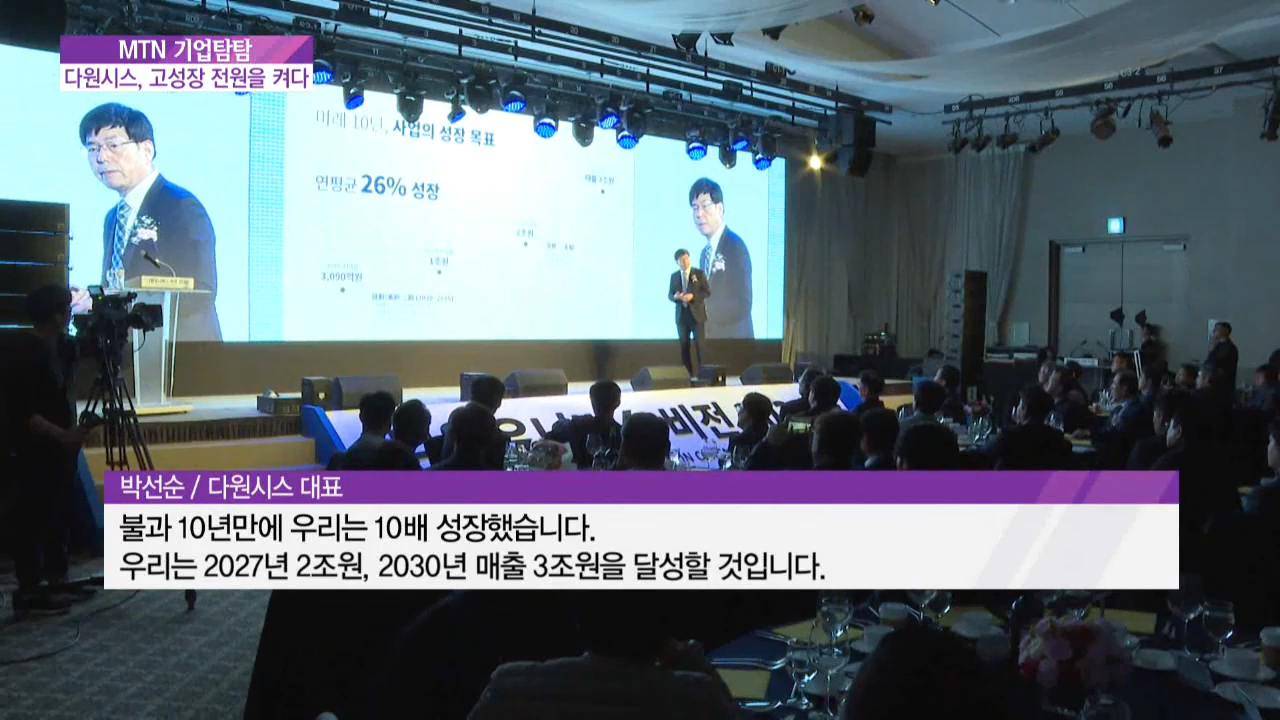 MTN 기업탐탐
다원시스, 고성장 전원을 켜다
미래 10년, 사업의 성장 목표
연평균 26% 성장
매출 3조원
2조원
1조원
3,090억원
비전
박선순 / 다원시스 대표
불과 10년만에 우리는 10배 성장했습니다.
우리는 2027년 2조원, 2030년 매출 3조원을 달성할 것입니다.